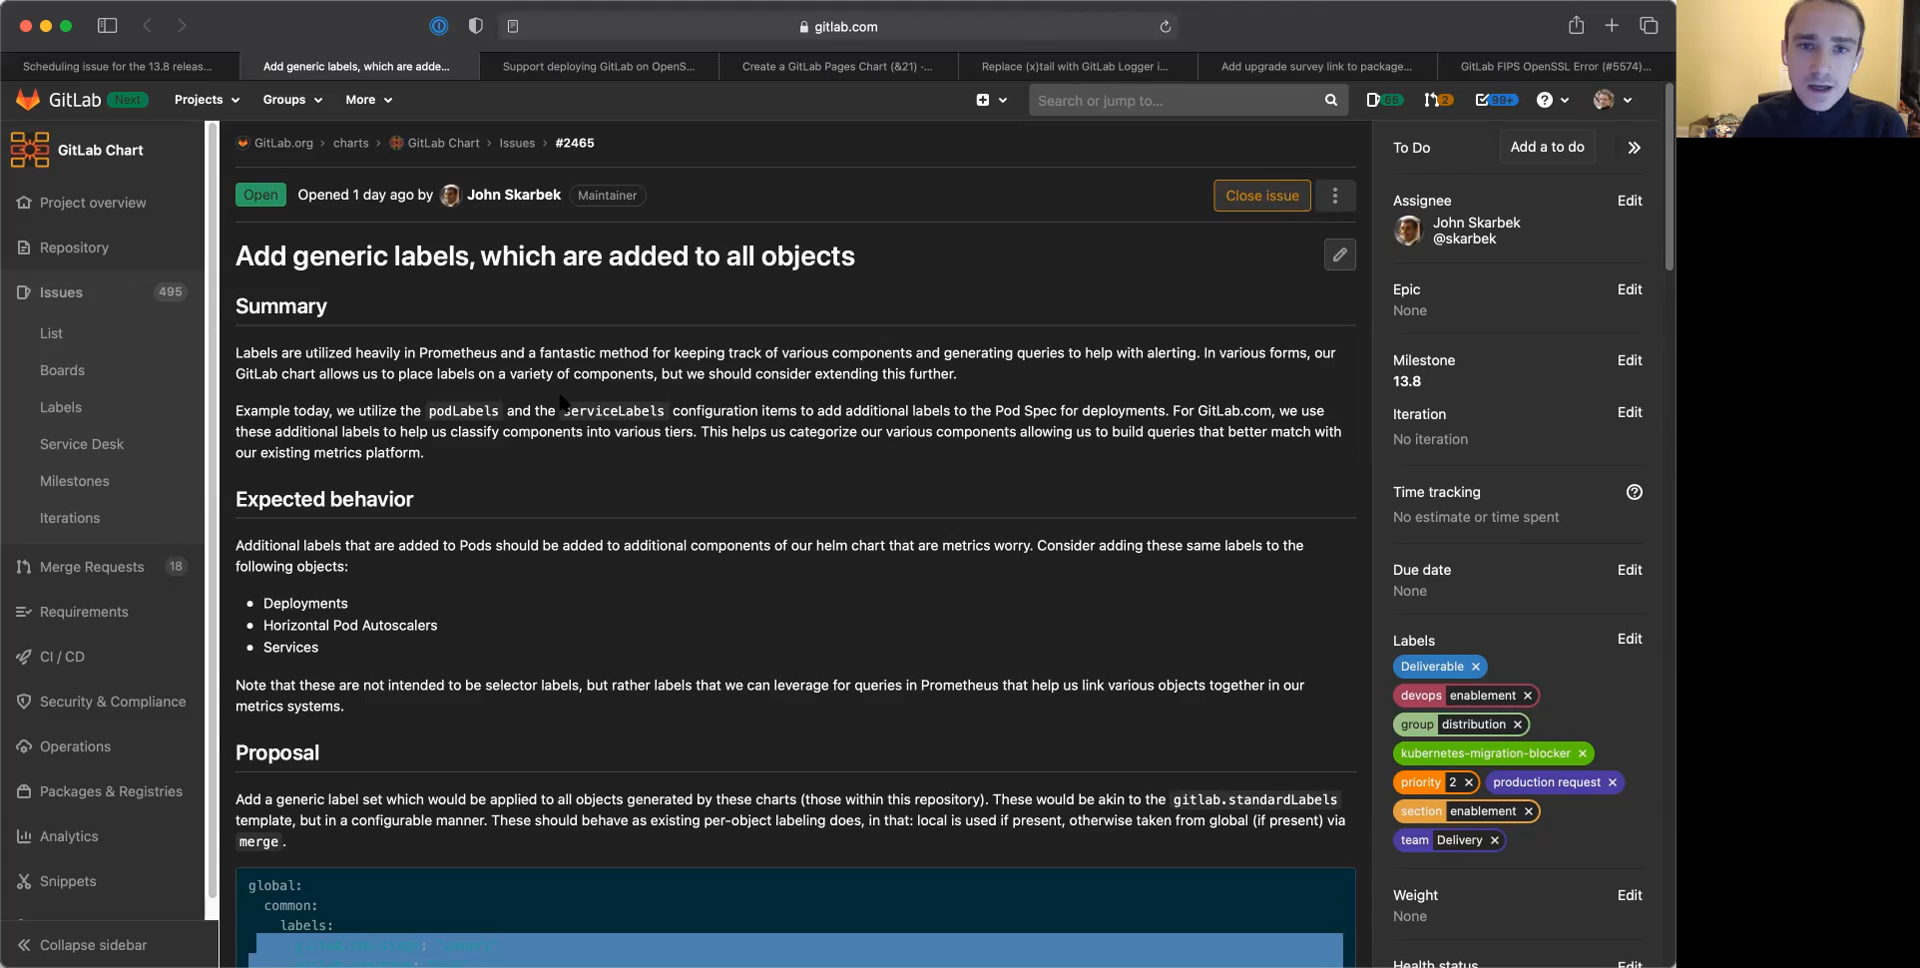 gitlab.com
Scheduling issue for the 13.8 releas...
Add generic labels, which are adde...
Support deploying GitLab on OpenS...
Create a GitLab Pages Chart (&21) ·...
Replace (x)tail with GitLab Logger i...
Add upgrade survey link to package...
GitLab FIPS OpenSSL Error (#5574)...
GitLab Next Projects Groups More Search or jump to... 65 2 99+
GitLab Chart
Project overview
Repository
Issues 495
List
Boards
Labels
Service Desk
Milestones
Iterations
Merge Requests 18
Requirements
CI / CD
Security & Compliance
Operations
Packages & Registries
Analytics
Snippets
Collapse sidebar
GitLab.org › charts › GitLab Chart › Issues › #2465
Open Opened 1 day ago by John Skarbek Maintainer Close issue
Add generic labels, which are added to all objects
Summary
Labels are utilized heavily in Prometheus and a fantastic method for keeping track of various components and generating queries to help with alerting. In various forms, our
GitLab chart allows us to place labels on a variety of components, but we should consider extending this further.
Example today, we utilize the podLabels and the serviceLabels configuration items to add additional labels to the Pod Spec for deployments. For GitLab.com, we use
these additional labels to help us classify components into various tiers. This helps us categorize our various components allowing us to build queries that better match with
our existing metrics platform.
Expected behavior
Additional labels that are added to Pods should be added to additional components of our helm chart that are metrics worry. Consider adding these same labels to the
following objects:
• Deployments
• Horizontal Pod Autoscalers
• Services
Note that these are not intended to be selector labels, but rather labels that we can leverage for queries in Prometheus that help us link various objects together in our
metrics systems.
Proposal
Add a generic label set which would be applied to all objects generated by these charts (those within this repository). These would be akin to the gitlab.standardLabels
template, but in a configurable manner. These should behave as existing per-object labeling does, in that: local is used if present, otherwise taken from global (if present) via
merge.
global:
common:
labels:
To Do Add a to do
Assignee Edit
John Skarbek
@skarbek
Epic Edit
None
Milestone Edit
13.8
Iteration Edit
No iteration
Time tracking
No estimate or time spent
Due date Edit
None
Labels Edit
Deliverable
devops enablement
group distribution
kubernetes-migration-blocker
priority 2 production request
section enablement
team Delivery
Weight Edit
None
Health status Edit